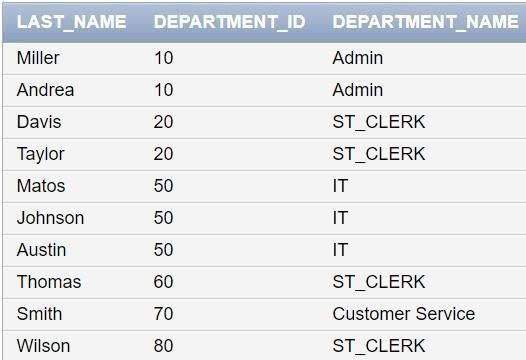 LAST_NAME DEPARTMENT_ID DEPARTMENT_NAME
Miller 10 Admin
Andrea 10 Admin
Davis 20 ST_CLERK
Taylor 20 ST_CLERK
Matos 50 IT
Johnson 50 IT
Austin 50 IT
Thomas 60 ST_CLERK
Smith 70 Customer Service
Wilson 80 ST_CLERK